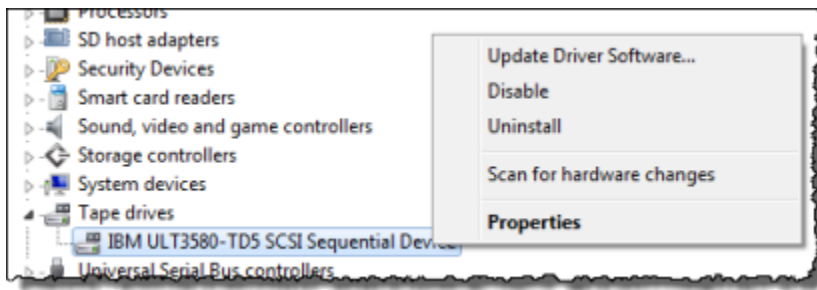 Processors
SD host adapters
Security Devices
Smart card readers
Sound, video and game controllers
Storage controllers
System devices
Tape drives
IBM ULT3580-TD5 SCSI Sequential Device
Universal Serial Bus controllers
Update Driver Software...
Disable
Uninstall
Scan for hardware changes
Properties